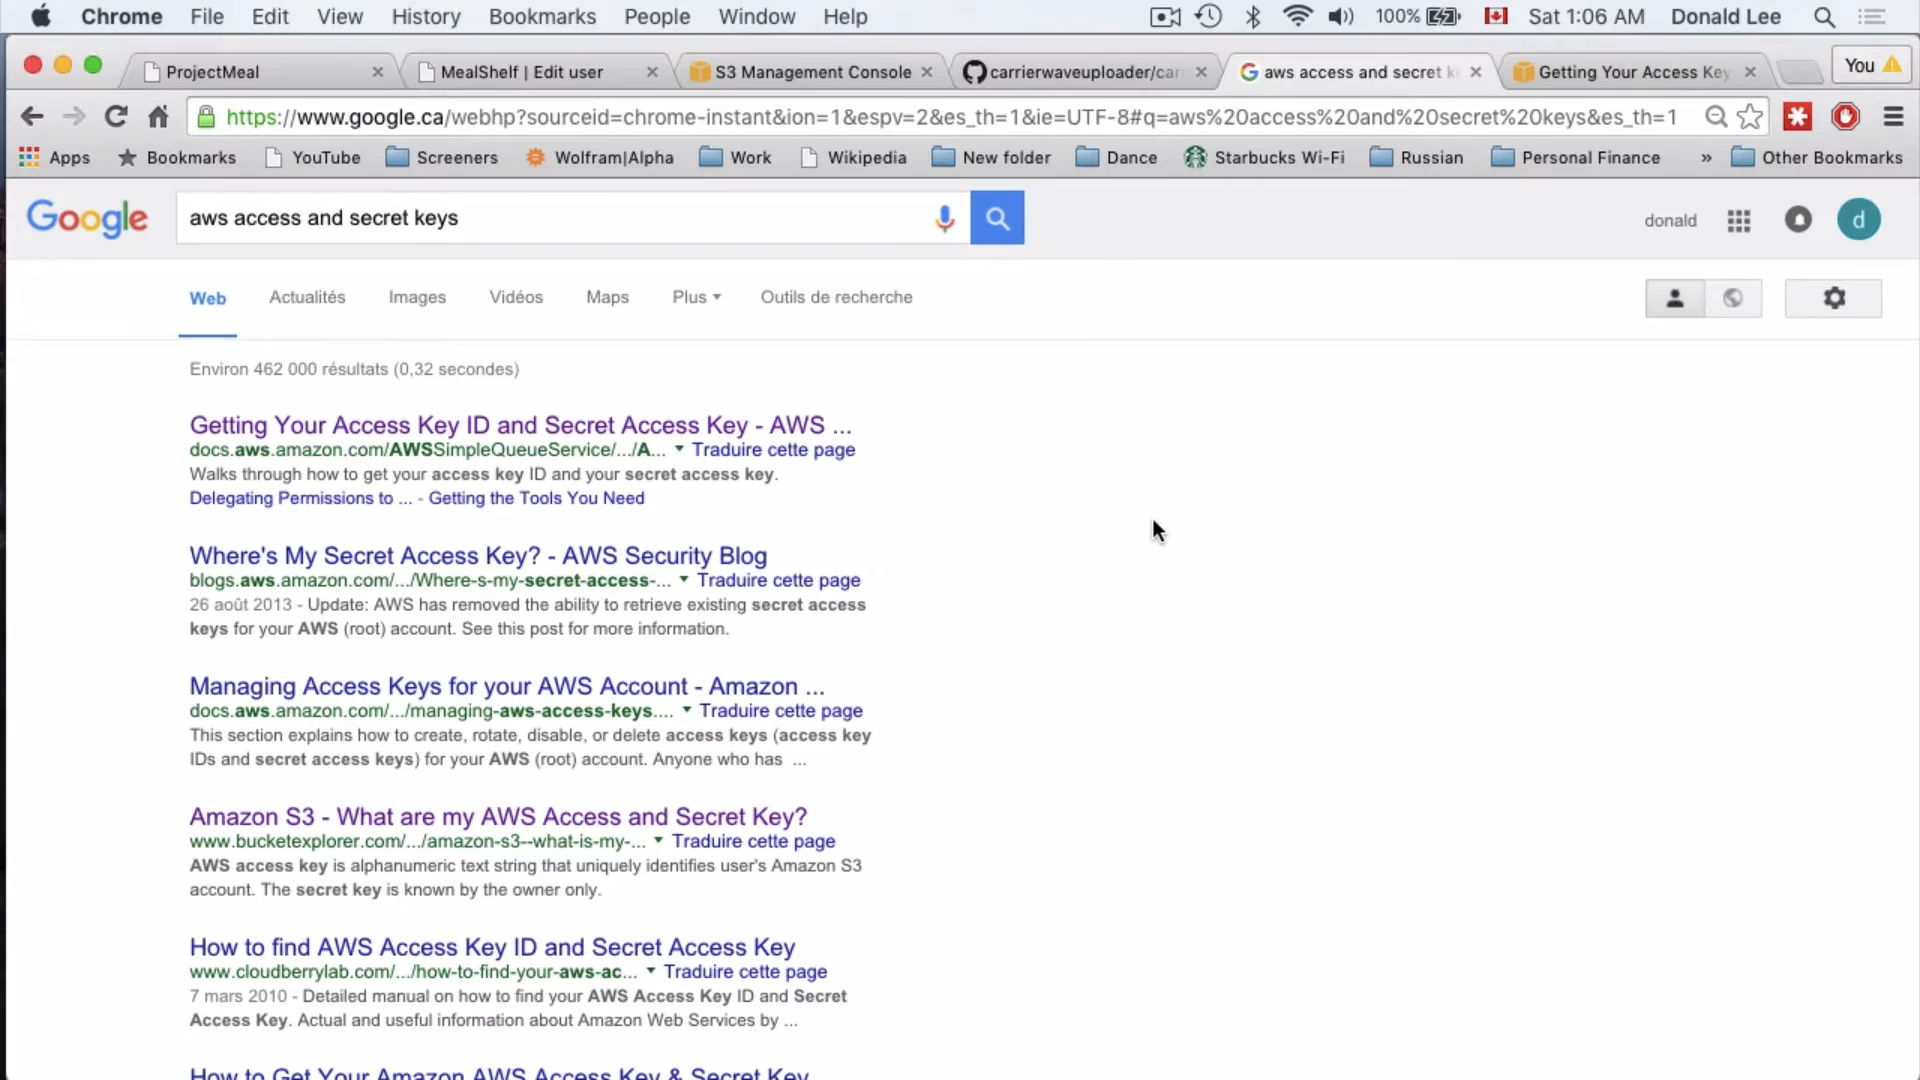 Chrome File Edit View History Bookmarks People Window Help 100% Sat 1:06 AM Donald Lee
ProjectMeal MealShelf | Edit user S3 Management Console carrierwaveuploader/car aws access and secret k Getting Your Access Key You
https://www.google.ca/webhp?sourceid=chrome-instant&ion=1&espv=2&es_th=1&ie=UTF-8#q=aws%20access%20and%20secret%20keys&es_th=1
Apps Bookmarks YouTube Screeners Wolfram|Alpha Work Wikipedia New folder Dance Starbucks Wi-Fi Russian Personal Finance » Other Bookmarks
Google aws access and secret keys donald d
Web Actualités Images Vidéos Maps Plus Outils de recherche
Environ 462 000 résultats (0,32 secondes)
Getting Your Access Key ID and Secret Access Key - AWS ...
docs.aws.amazon.com/AWSSimpleQueueService/.../A... Traduire cette page
Walks through how to get your access key ID and your secret access key.
Delegating Permissions to ... - Getting the Tools You Need
Where's My Secret Access Key? - AWS Security Blog
blogs.aws.amazon.com/.../Where-s-my-secret-access-... Traduire cette page
26 août 2013 - Update: AWS has removed the ability to retrieve existing secret access
keys for your AWS (root) account. See this post for more information.
Managing Access Keys for your AWS Account - Amazon ...
docs.aws.amazon.com/.../managing-aws-access-keys.... Traduire cette page
This section explains how to create, rotate, disable, or delete access keys (access key
IDs and secret access keys) for your AWS (root) account. Anyone who has ...
Amazon S3 - What are my AWS Access and Secret Key?
www.bucketexplorer.com/.../amazon-s3--what-is-my-... Traduire cette page
AWS access key is alphanumeric text string that uniquely identifies user's Amazon S3
account. The secret key is known by the owner only.
How to find AWS Access Key ID and Secret Access Key
www.cloudberrylab.com/.../how-to-find-your-aws-ac... Traduire cette page
7 mars 2010 - Detailed manual on how to find your AWS Access Key ID and Secret
Access Key. Actual and useful information about Amazon Web Services by ...
How to Get Your Amazon AWS Access Key & Secret Key